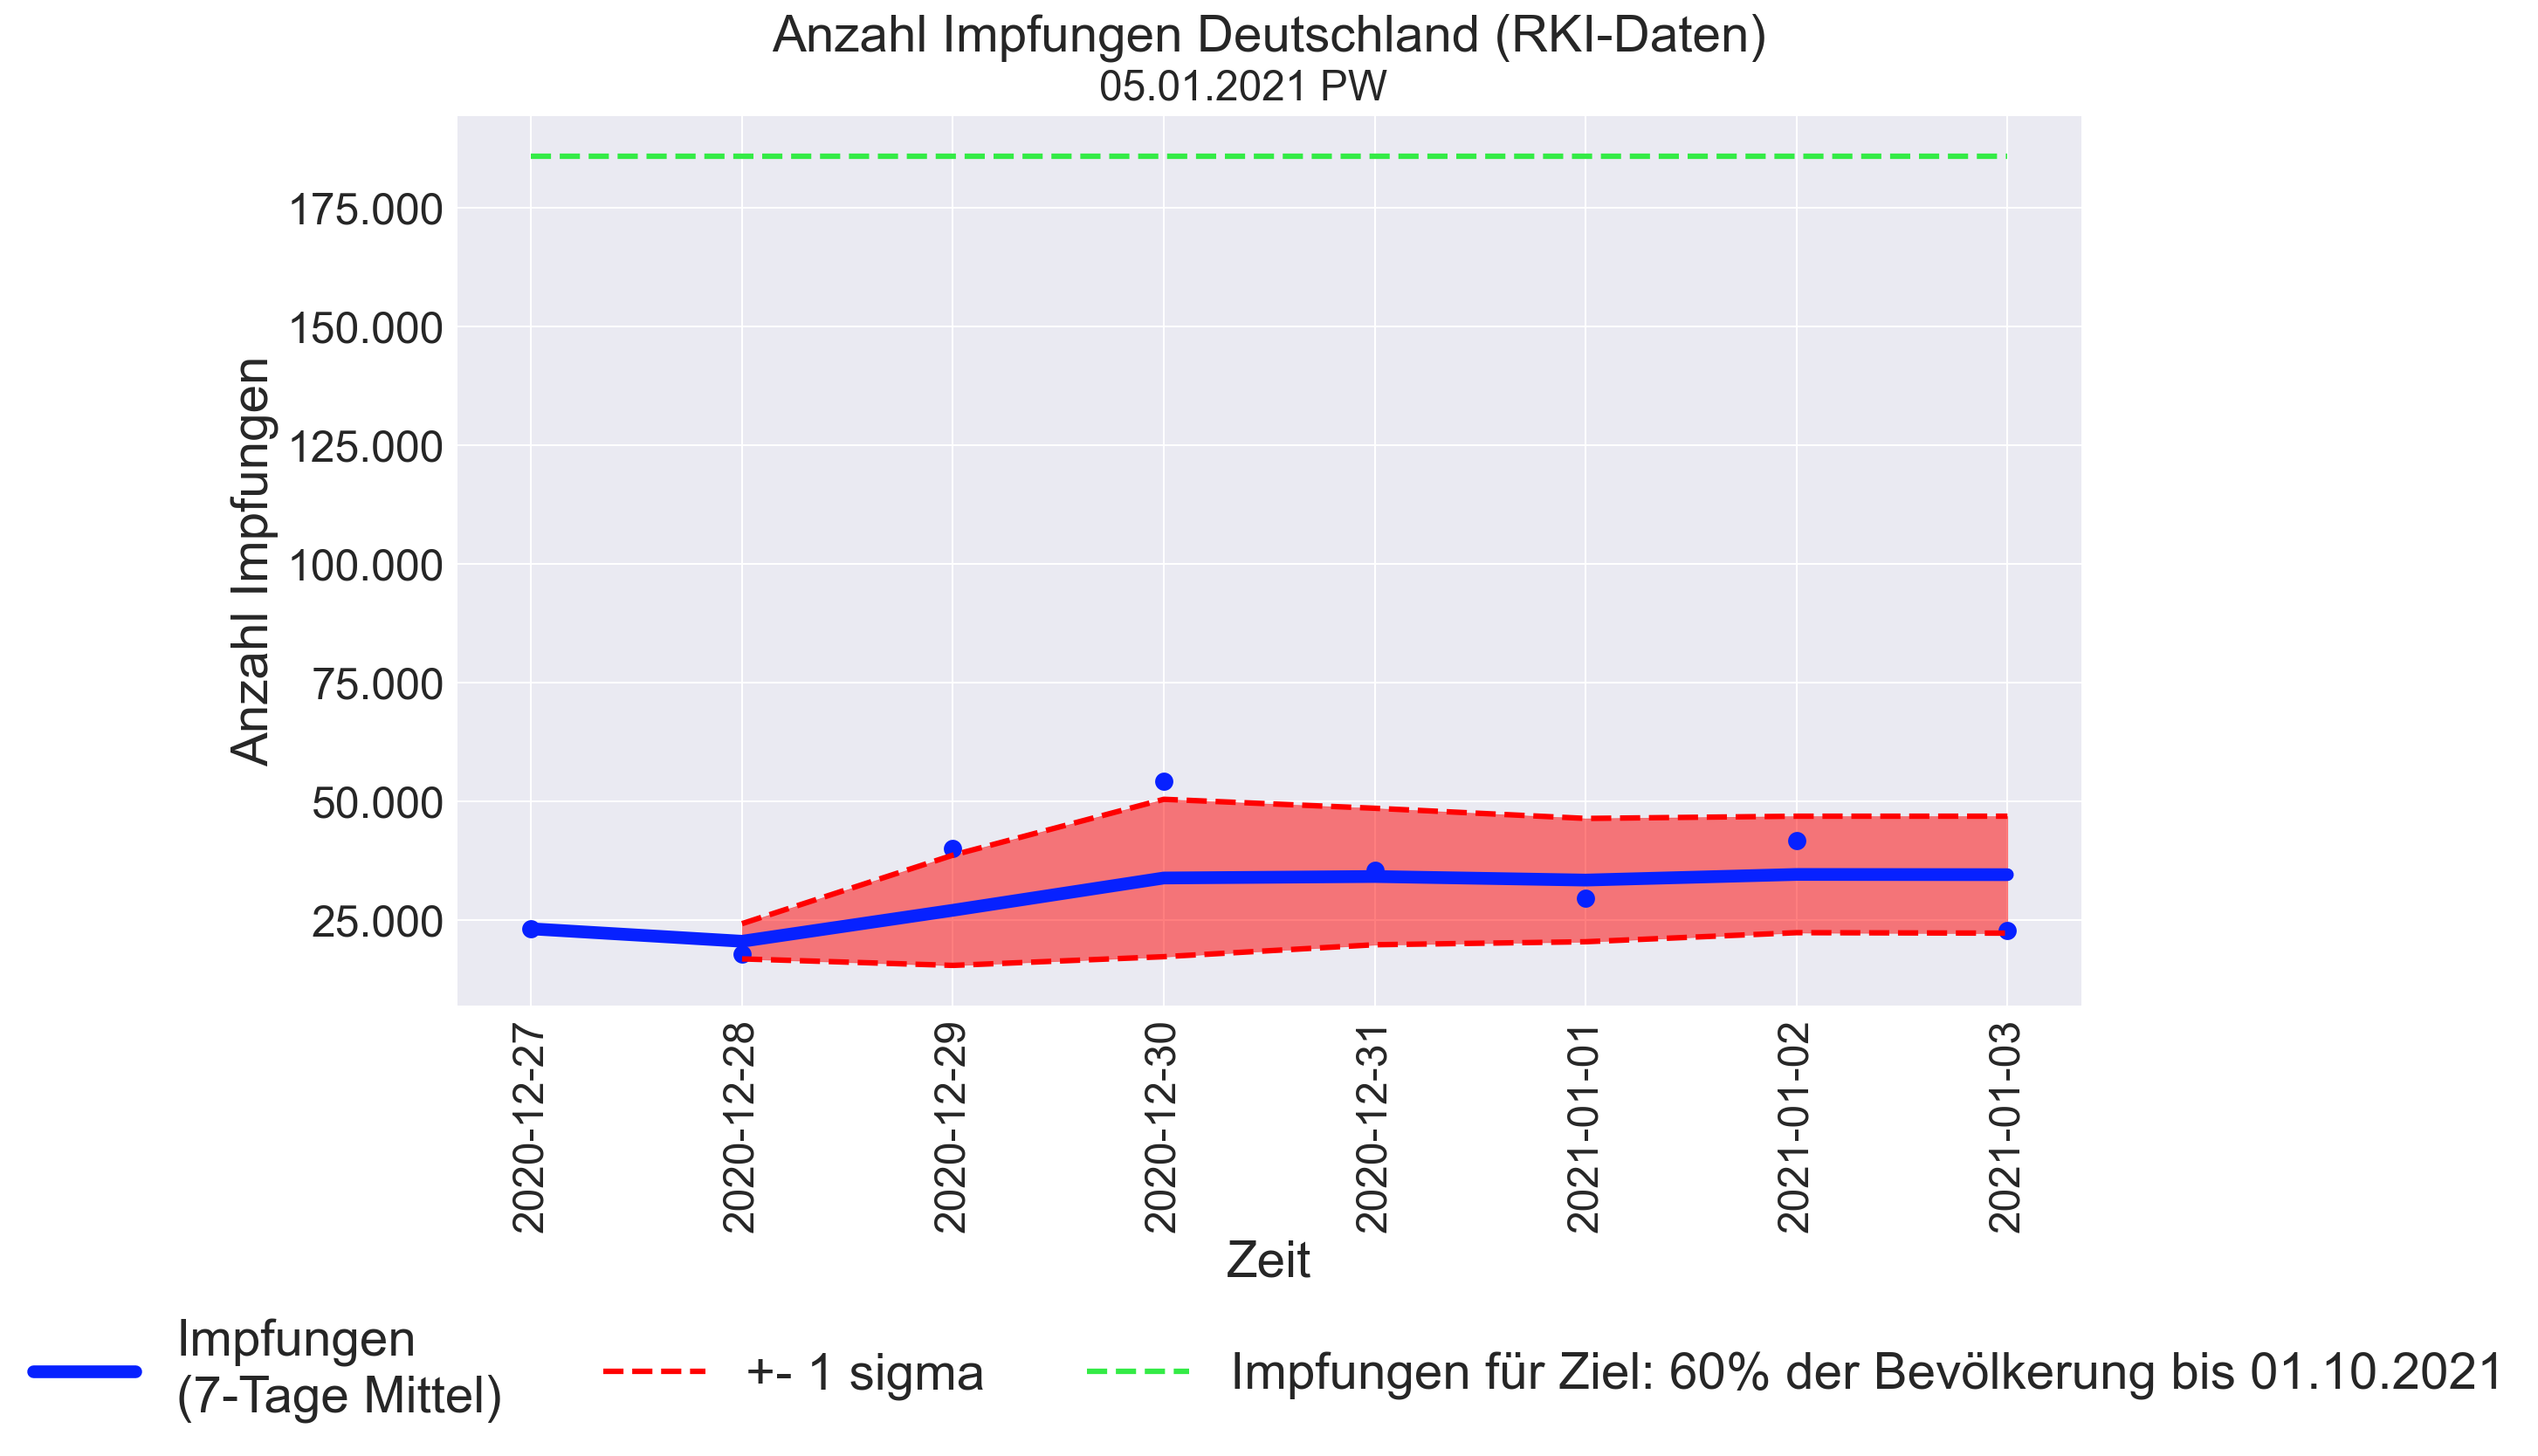 Anzahl Impfungen Deutschland (RKI-Daten)
05.01.2021 PW
Anzahl Impfungen
175.000
150.000
125.000
100.000
75.000
50.000
25.000
2020-12-27
2020-12-28
2020-12-29
2020-12-30
2020-12-31
2021-01-01
2021-01-02
2021-01-03
Zeit
Impfungen
(7-Tage Mittel)
+- 1 sigma
Impfungen für Ziel: 60% der Bevölkerung bis 01.10.2021